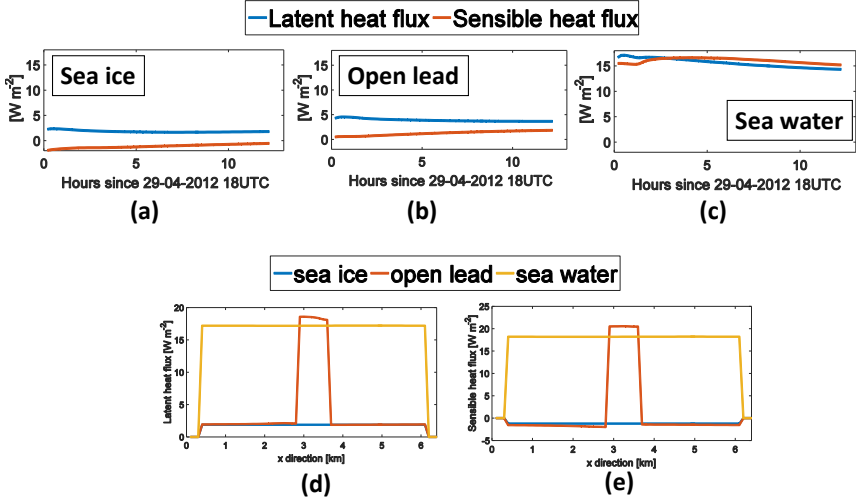 Latent heat flux Sensible heat flux
[W m-2]
15
10
5
0
Sea ice
0 5 10
Hours since 29-04-2012 18UTC
(a)
[W m-2]
15
10
5
0
Open lead
0 5 10
Hours since 29-04-2012 18UTC
(b)
[W m-2]
15
10
5
0
Sea water
0 5 10
Hours since 29-04-2012 18UTC
(c)
sea ice open lead sea water
Latent heat flux [W m-2]
20
15
10
5
0
0 1 2 3 4 5 6
x direction [km]
(d)
Sensible heat flux [W m-2]
25
20
15
10
5
0
-5
0 1 2 3 4 5 6
x direction [km]
(e)